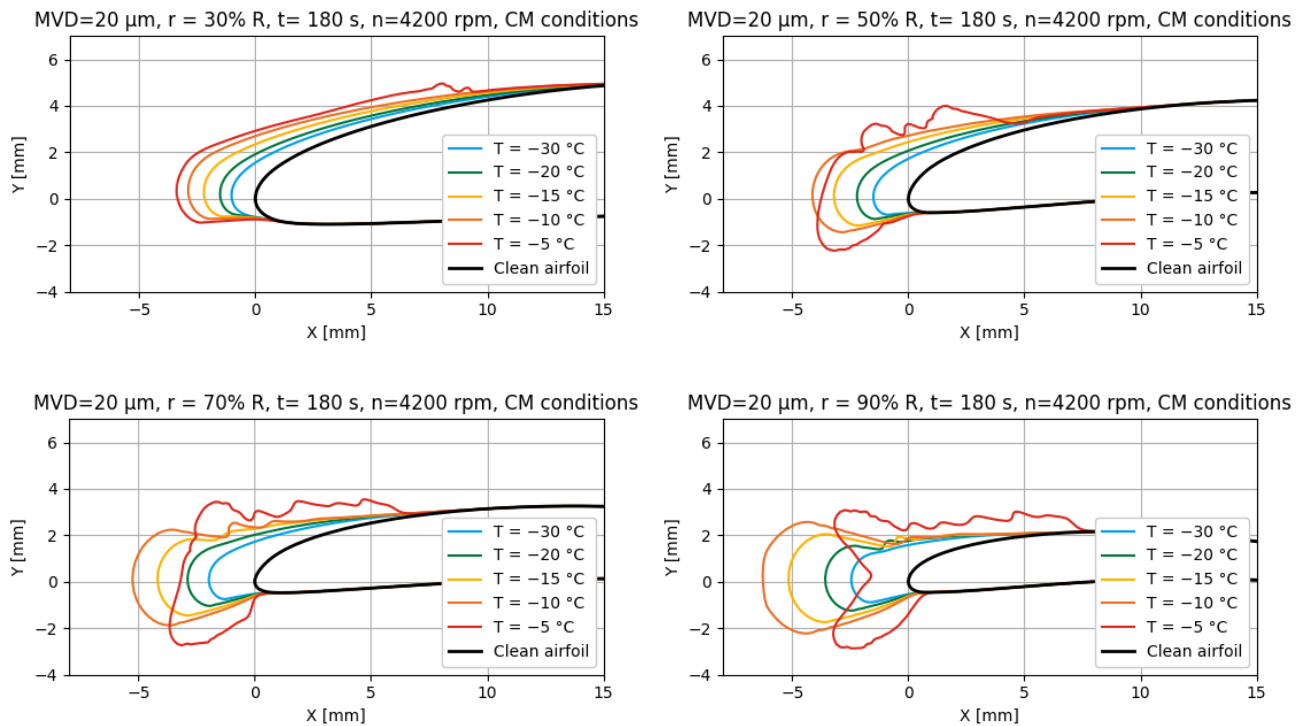 MVD=20 μm, r = 30% R, t= 180 s, n=4200 rpm, CM conditions
6
4
2
0
−2
−4
Y [mm]
−5
0
5
10
15
X [mm]
T = −30 °C
T = −20 °C
T = −15 °C
T = −10 °C
T = −5 °C
Clean airfoil
MVD=20 μm, r = 50% R, t= 180 s, n=4200 rpm, CM conditions
6
4
2
0
−2
−4
Y [mm]
−5
0
5
10
15
X [mm]
T = −30 °C
T = −20 °C
T = −15 °C
T = −10 °C
T = −5 °C
Clean airfoil
MVD=20 μm, r = 70% R, t= 180 s, n=4200 rpm, CM conditions
6
4
2
0
−2
−4
Y [mm]
−5
0
5
10
15
X [mm]
T = −30 °C
T = −20 °C
T = −15 °C
T = −10 °C
T = −5 °C
Clean airfoil
MVD=20 μm, r = 90% R, t= 180 s, n=4200 rpm, CM conditions
6
4
2
0
−2
−4
Y [mm]
−5
0
5
10
15
X [mm]
T = −30 °C
T = −20 °C
T = −15 °C
T = −10 °C
T = −5 °C
Clean airfoil